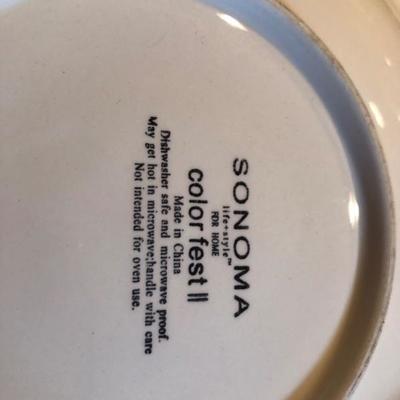 SONOMA
life+style™
FOR HOME
color fest II
Made in China
Dishwasher safe and microwave proof.
May get hot in microwave;handle with care
Not intended for oven use.